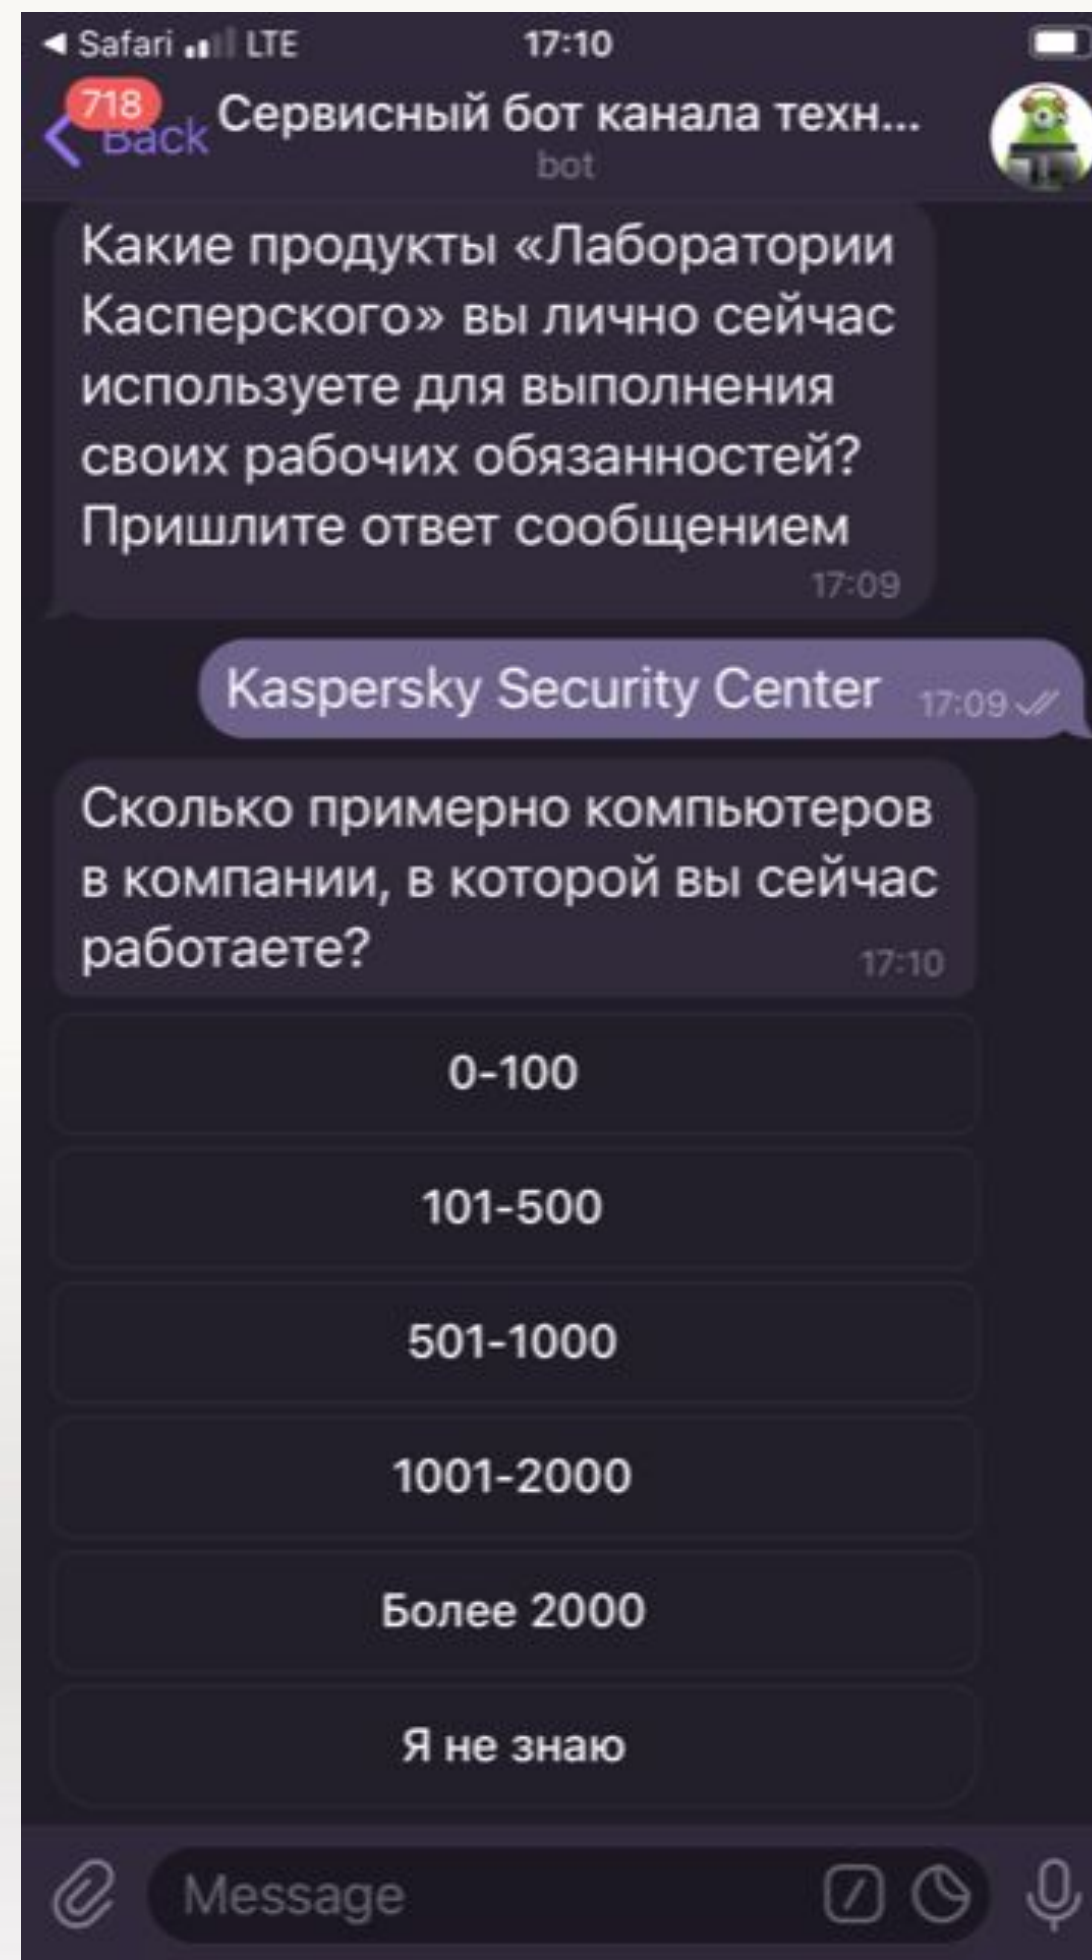 Safari LTE 17:10
718
Back Сервисный бот канала техн...
bot
Какие продукты «Лаборатории
Касперского» вы лично сейчас
используете для выполнения
своих рабочих обязанностей?
Пришлите ответ сообщением
17:09
Kaspersky Security Center 17:09
Сколько примерно компьютеров
в компании, в которой вы сейчас
работаете? 17:10
0-100
101-500
501-1000
1001-2000
Более 2000
Я не знаю
Message